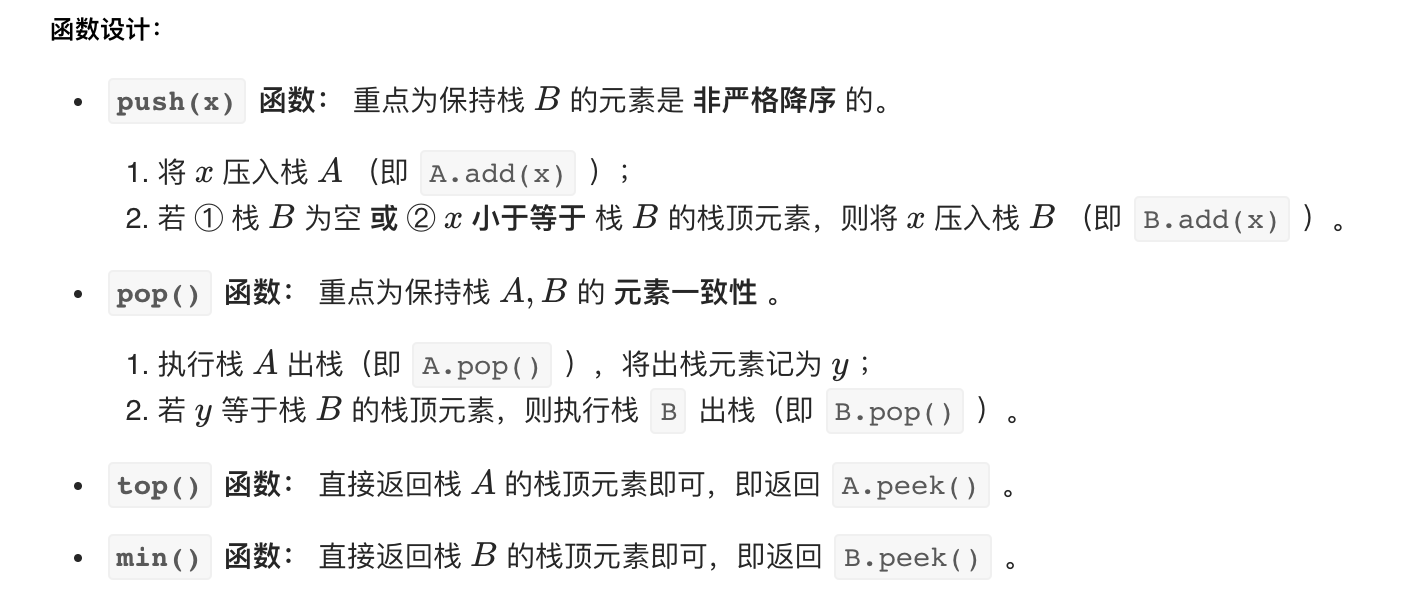 函数设计：
• push(x) 函数： 重点为保持栈 B 的元素是 非严格降序 的。
1. 将 x 压入栈 A （即 A.add(x) ）；
2. 若 ① 栈 B 为空 或 ② x 小于等于 栈 B 的栈顶元素，则将 x 压入栈 B （即 B.add(x) ）。
• pop() 函数： 重点为保持栈 A, B 的 元素一致性 。
1. 执行栈 A 出栈（即 A.pop() ），将出栈元素记为 y ；
2. 若 y 等于栈 B 的栈顶元素，则执行栈 B 出栈（即 B.pop() ）。
• top() 函数： 直接返回栈 A 的栈顶元素即可，即返回 A.peek() 。
• min() 函数： 直接返回栈 B 的栈顶元素即可，即返回 B.peek() 。